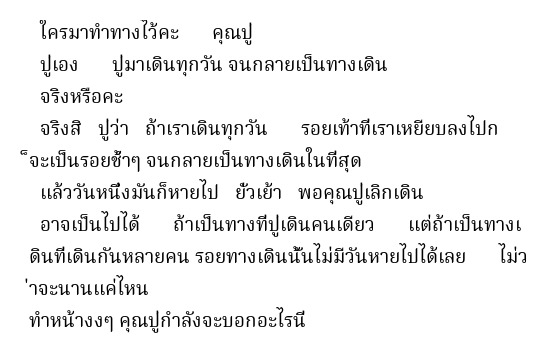 ใครมาทำทางไว้คะ คุณปู่
ปู่เอง ปู่มาเดินทุกวัน จนกลายเป็นทางเดิน
จริงหรือคะ
จริงสิ ปู่ว่า ถ้าเราเดินทุกวัน รอยเท้าที่เราเหยียบลงไปก
็จะเป็นรอยซ้ำๆ จนกลายเป็นทางเดินในที่สุด
แล้ววันหนึ่งมันก็หายไป ยั่วเย้า พอคุณปู่เลิกเดิน
อาจเป็นไปได้ ถ้าเป็นทางที่ปู่เดินคนเดียว แต่ถ้าเป็นทางเ
ดินที่เดินกันหลายคน รอยทางเดินนั้นไม่มีวันหายไปได้เลย ไม่ว
่าจะนานแค่ไหน
ทำหน้างงๆ คุณปู่กำลังจะบอกอะไรนี่